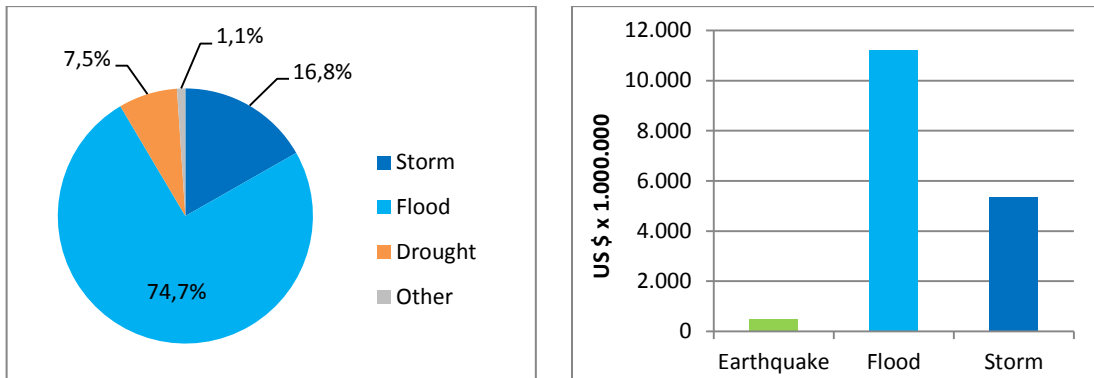 1,1%
7,5%
16,8%
74,7%
Storm
Flood
Drought
Other
US $ x 1.000.000
12.000
10.000
8.000
6.000
4.000
2.000
0
Earthquake Flood Storm